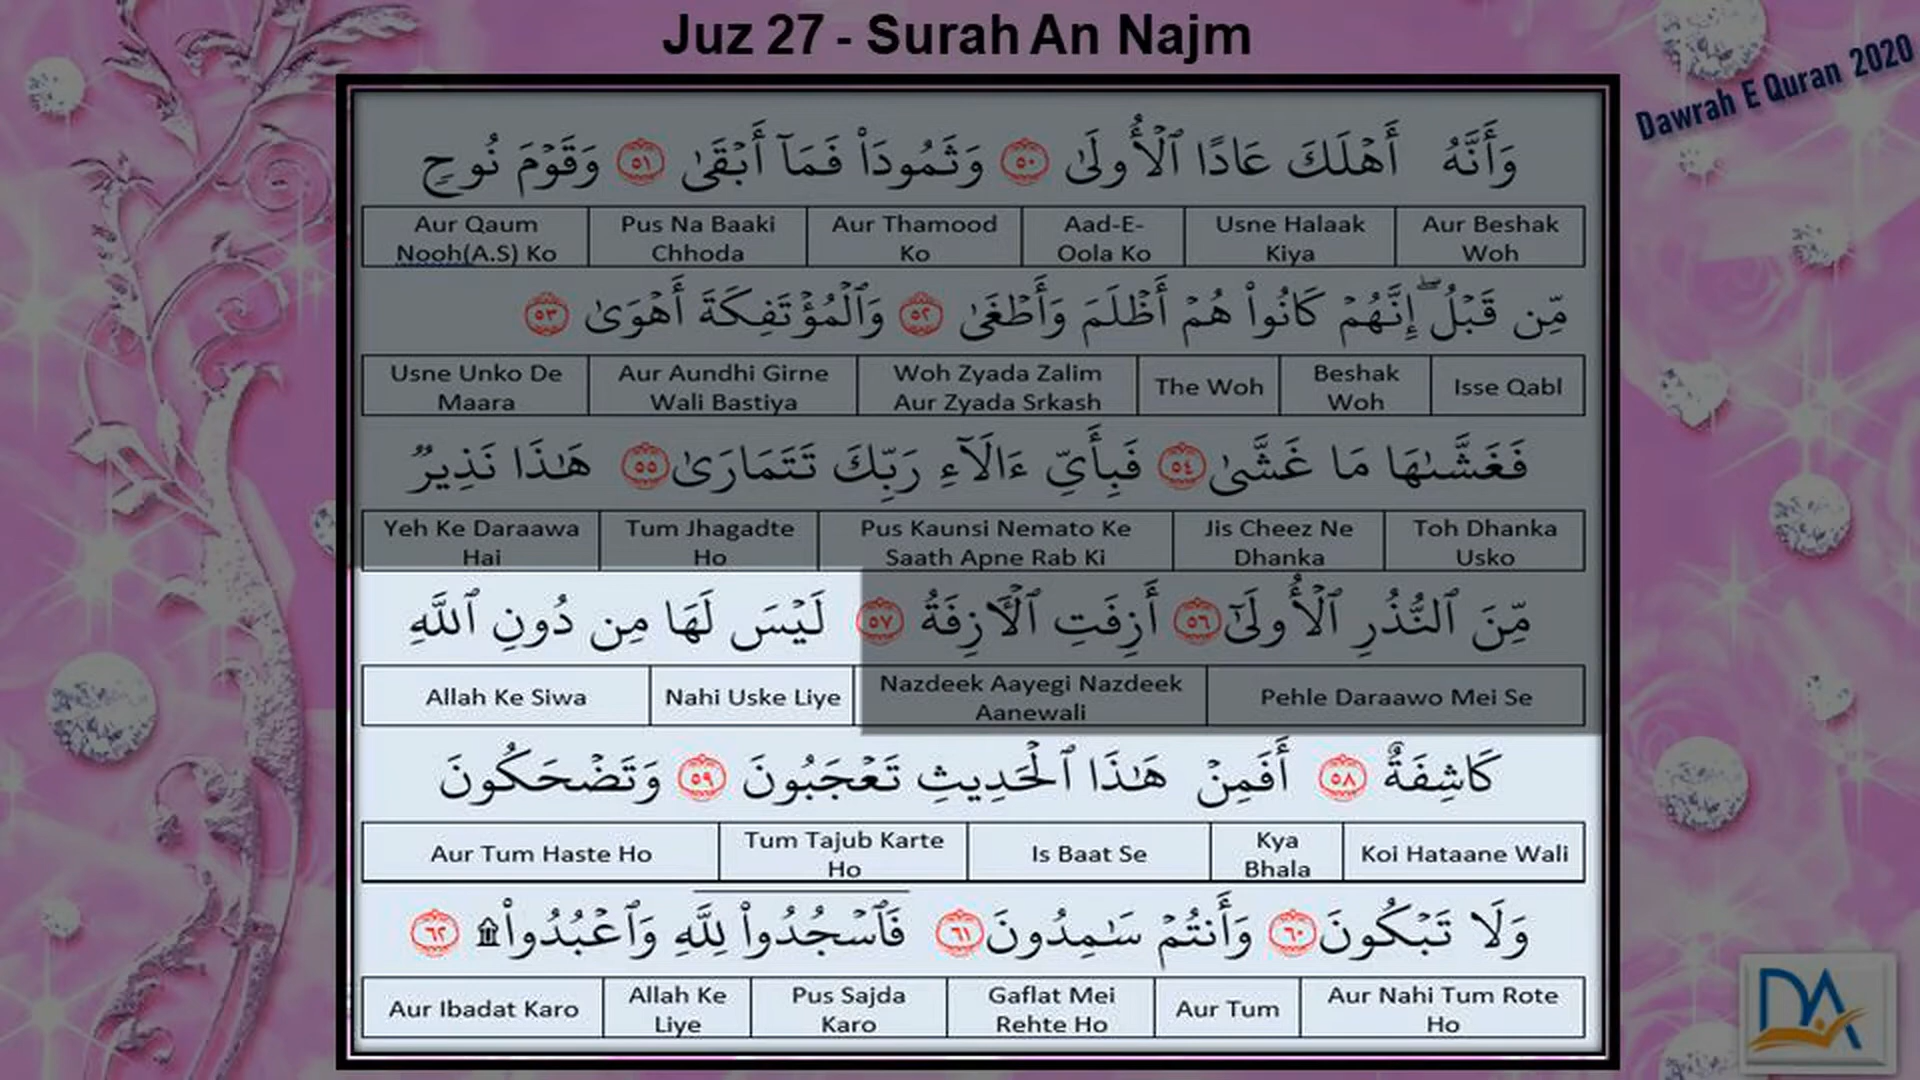 Juz 27 - Surah An Najm
Dawrah E Quran 2020
وَأَنَّهُۥٓ أَهۡلَكَ عَادًا ٱلۡأُولَىٰ ٥٠ وَثَمُودَاْ فَمَآ أَبۡقَىٰ ٥١ وَقَوۡمَ نُوحٖ
Aur Beshak Woh | Usne Halaak Kiya | Aad-E-Oola Ko | Aur Thamood Ko | Pus Na Baaki Chhoda | Aur Qaum Nooh(A.S) Ko
مِّن قَبۡلُۖ إِنَّهُمۡ كَانُواْ هُمۡ أَظۡلَمَ وَأَطۡغَىٰ ٥٢ وَٱلۡمُؤۡتَفِكَةَ أَهۡوَىٰ ٥٣
Isse Qabl | Beshak Woh | The Woh | Woh Zyada Zalim Aur Zyada Srkash | Aur Aundhi Girne Wali Bastiya | Usne Unko De Maara
فَغَشَّىٰهَا مَا غَشَّىٰ ٥٤ فَبِأَيِّ ءَالَآءِ رَبِّكَ تَتَمَارَىٰ ٥٥ هَٰذَا نَذِيرٞ
Toh Dhanka Usko | Jis Cheez Ne Dhanka | Pus Kaunsi Nemato Ke Saath Apne Rab Ki | Tum Jhagadte Ho | Yeh Ke Daraawa Hai
مِّنَ ٱلنُّذُرِ ٱلۡأُولَىٰٓ ٥٦ أَزِفَتِ ٱلۡأٓزِفَةُ ٥٧ لَيۡسَ لَهَا مِن دُونِ ٱللَّهِ
Pehle Daraawo Mei Se | Nazdeek Aayegi Nazdeek Aanewali | Nahi Uske Liye | Allah Ke Siwa
كَاشِفَةٌ ٥٨ أَفَمِنۡ هَٰذَا ٱلۡحَدِيثِ تَعۡجَبُونَ ٥٩ وَتَضۡحَكُونَ
Koi Hataane Wali | Kya Bhala | Is Baat Se | Tum Tajub Karte Ho | Aur Tum Haste Ho
وَلَا تَبۡكُونَ ٦٠ وَأَنتُمۡ سَٰمِدُونَ ٦١ فَٱسۡجُدُواْ لِلَّهِ وَٱعۡبُدُواْ۩ ٦٢
Aur Nahi Tum Rote Ho | Aur Tum | Gaflat Mei Rehte Ho | Pus Sajda Karo | Allah Ke Liye | Aur Ibadat Karo
DA